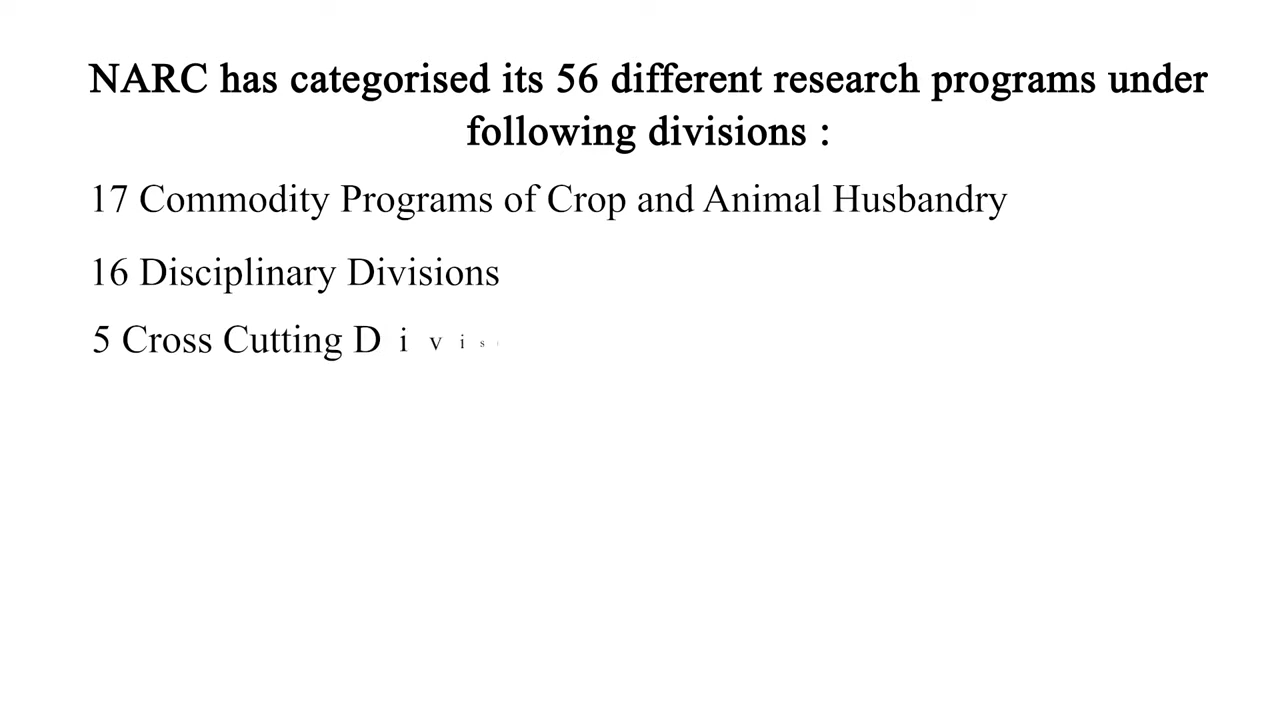 NARC has categorised its 56 different research programs under
following divisions :
17 Commodity Programs of Crop and Animal Husbandry
16 Disciplinary Divisions
5 Cross Cutting Divis